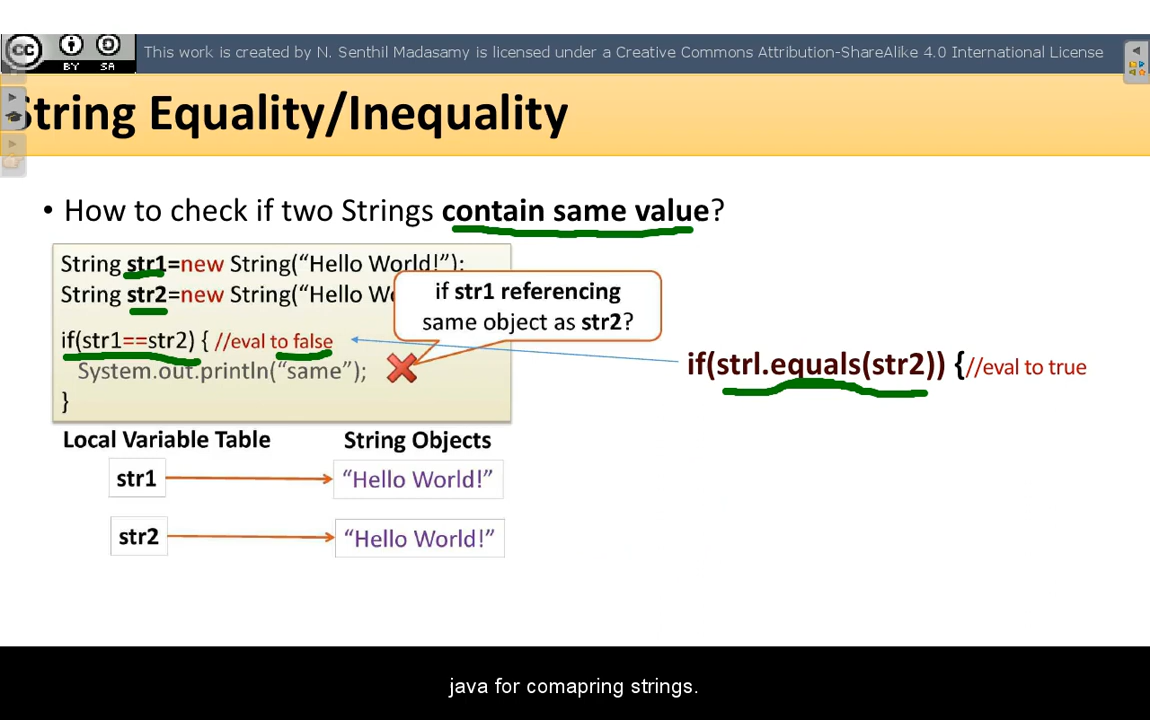 cc BY SA This work is created by N. Senthil Madasamy is licensed under a Creative Commons Attribution-ShareAlike 4.0 International License
String Equality/Inequality
• How to check if two Strings contain same value?
String str1=new String(“Hello World!”);
String str2=new String(“Hello Wo
if str1 referencing
same object as str2?
if(str1==str2) { //eval to false
System.out.println(“same”);
}
if(strl.equals(str2)) {//eval to true
Local Variable Table String Objects
str1 “Hello World!”
str2 “Hello World!”
java for comapring strings.